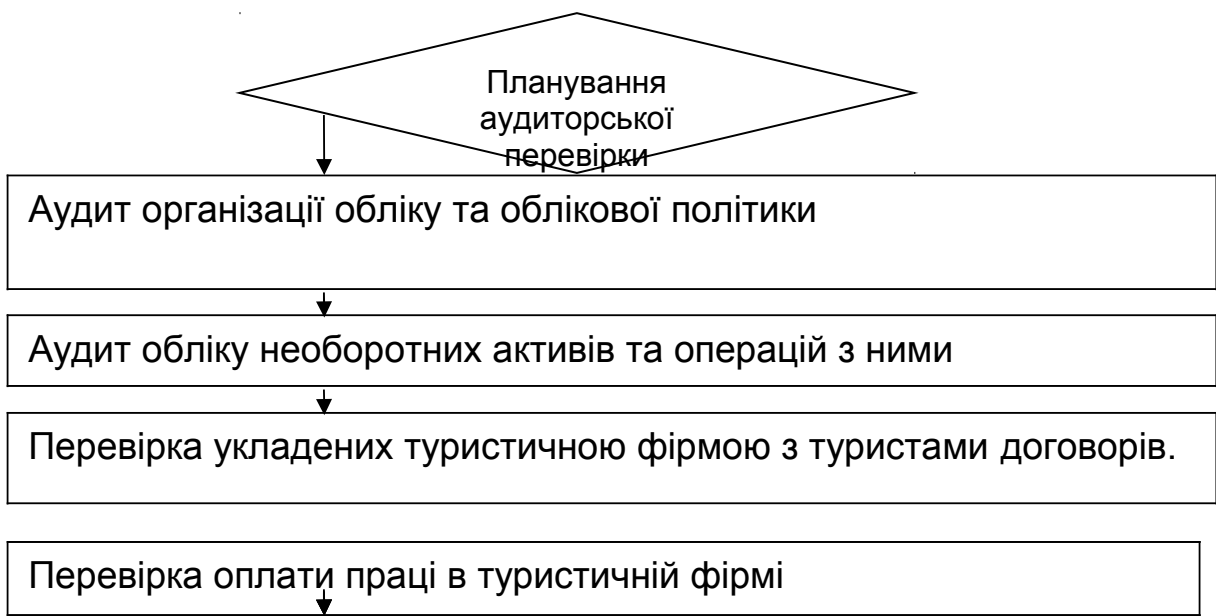 Планування
аудиторської
перевірки
Аудит організації обліку та облікової політики
Аудит обліку необоротних активів та операцій з ними
Перевірка укладених туристичною фірмою з туристами договорів.
Перевірка оплати праці в туристичній фірмі